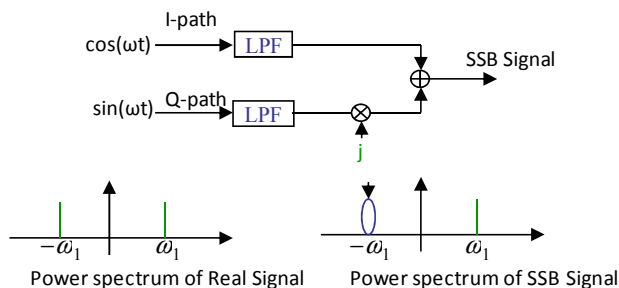 I-path
cos(ωt)
LPF
SSB Signal
Q-path
sin(ωt)
LPF
j
−ω₁ ω₁
−ω₁ ω₁
Power spectrum of Real Signal
Power spectrum of SSB Signal